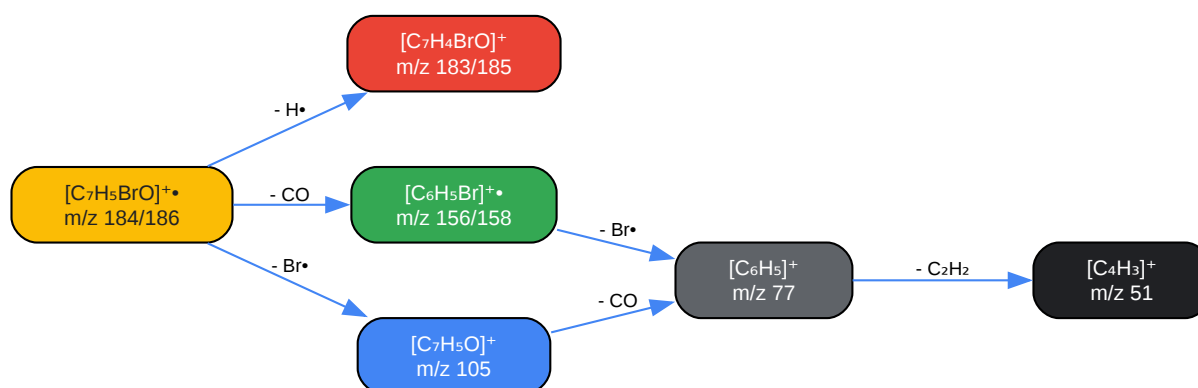 [C₇H₄BrO]⁺
m/z 183/185
- H•
[C₇H₅BrO]⁺•
m/z 184/186
- CO
[C₆H₅Br]⁺•
m/z 156/158
- Br•
- Br•
[C₆H₅]⁺
m/z 77
- C₂H₂
[C₄H₃]⁺
m/z 51
- CO
[C₇H₅O]⁺
m/z 105